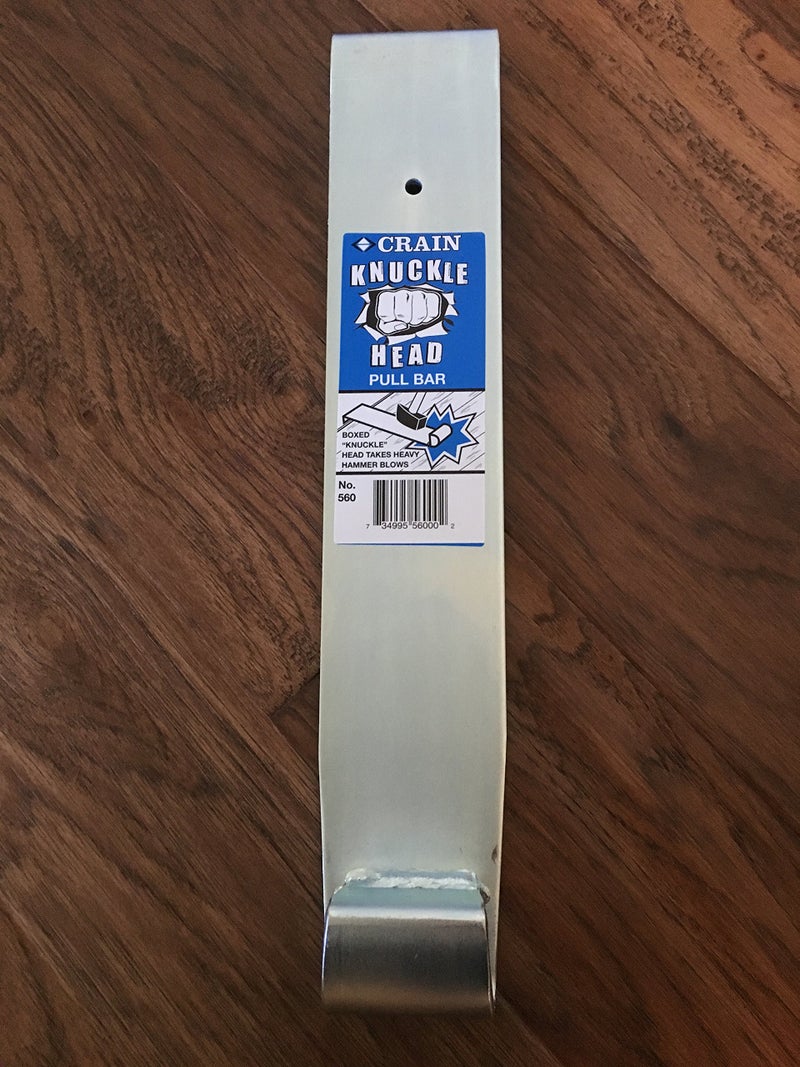 CRAIN
KNUCKLE
HEAD
PULL BAR
BOXED
"KNUCKLE"
HEAD TAKES HEAVY
HAMMER BLOWS
No.
560
7 34995 56000 2